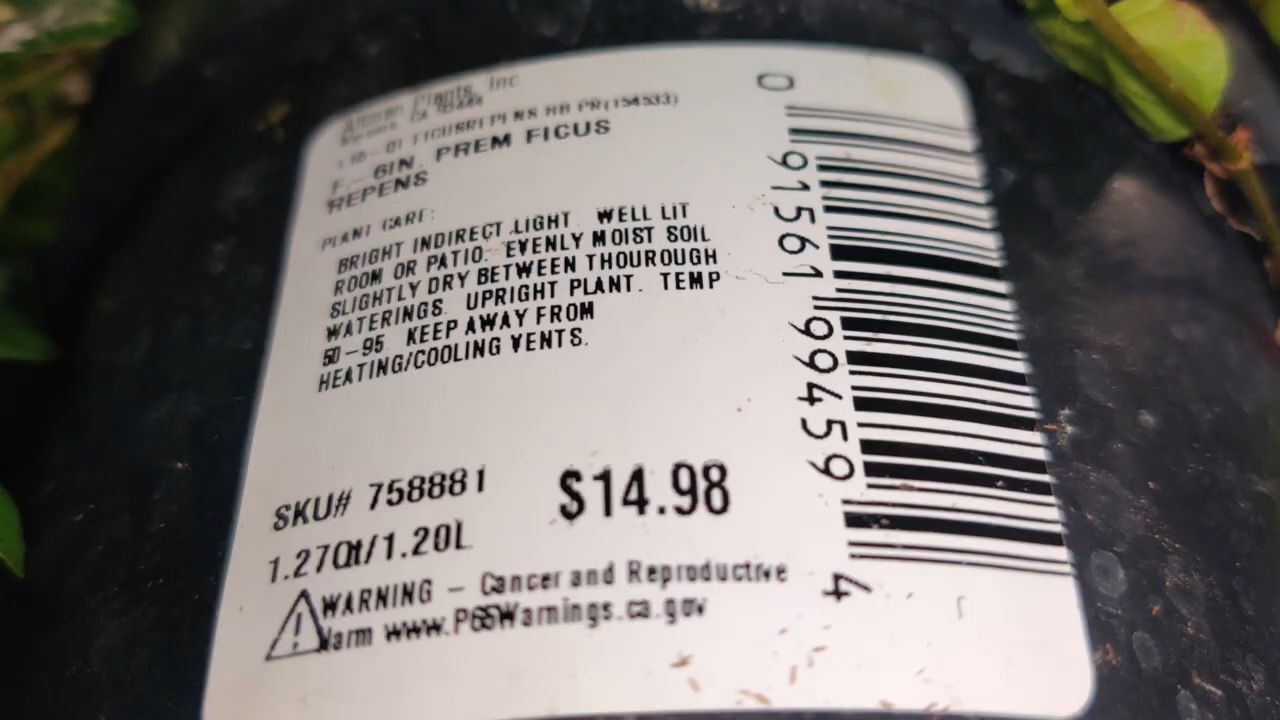 Altman Plants, Inc
CA
FICUSREPENS HB PR(154533)
F - 6IN. PREM FICUS
REPENS
PLANT CARE:
BRIGHT INDIRECT LIGHT. WELL LIT
ROOM OR PATIO. EVENLY MOIST SOIL
SLIGHTLY DRY BETWEEN THOUROUGH
WATERINGS. UPRIGHT PLANT. TEMP
50-95. KEEP AWAY FROM
HEATING/COOLING VENTS.
SKU# 758881 $14.98
1.27Qt/1.20L
WARNING - Cancer and Reproductive
Harm www.P65Warnings.ca.gov
0 91561 99459 4